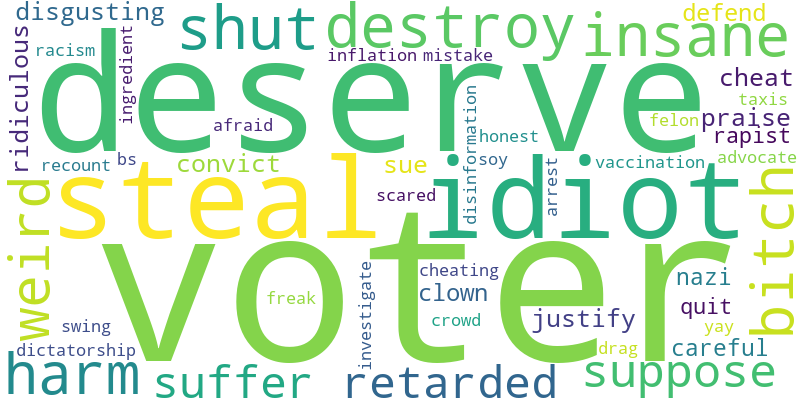 disgusting
shut
destroy
defend
insane
racism
ingredient
inflation
mistake
ridiculous
deserve
cheat
taxis
afraid
felon
praise
honest
rapist
recount
bs
convict
sue
disinformation
soy
vaccination
advocate
steal
scared
idiot
arrest
weird
bitch
voter
cheating
nazi
freak
investigate
clown
quit
swing
crowd
justify
yay
dictatorship
drag
careful
harm
suffer
retarded
suppose